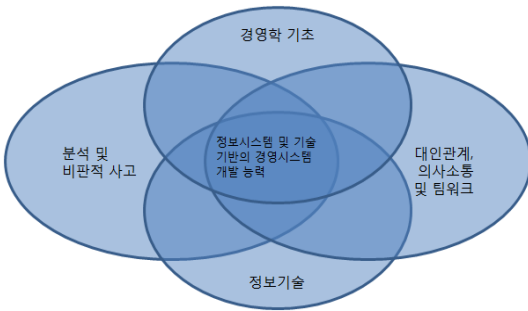 경영학 기초
분석 및
비판적 사고
정보시스템 및 기술
기반의 경영시스템
개발 능력
대인관계,
의사소통
및 팀워크
정보기술